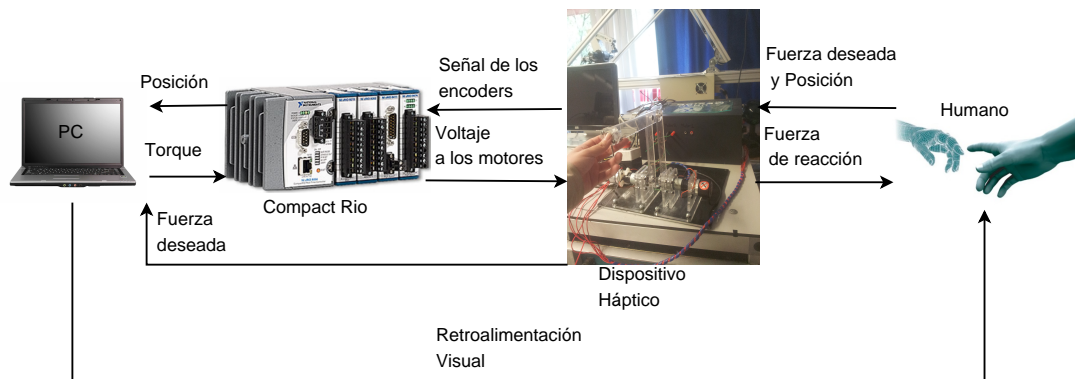 Posición
PC
Torque
Compact Rio
Fuerza
deseada
Señal de los
encoders
Voltaje
a los motores
Dispositivo
Háptico
Fuerza deseada
y Posición
Fuerza
de reacción
Humano
Retroalimentación
Visual